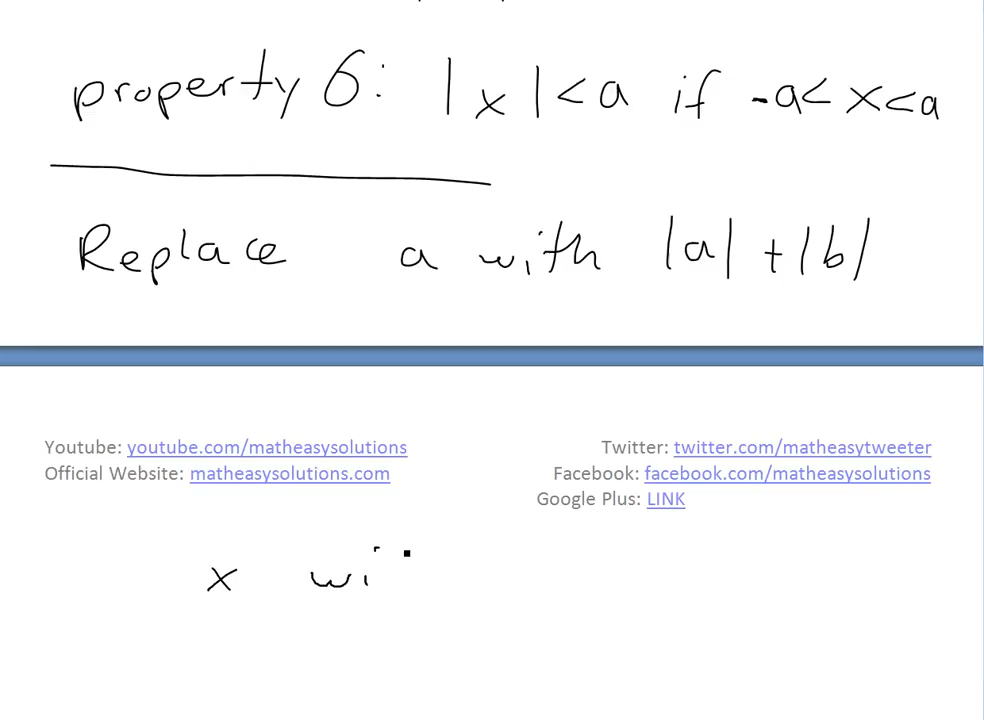 property 6: |x|<a if -a<x<a
Replace a with |a|+|b|
Youtube: youtube.com/matheasysolutions
Twitter: twitter.com/matheasytweeter
Official Website: matheasysolutions.com
Facebook: facebook.com/matheasysolutions
Google Plus: LINK
x wi